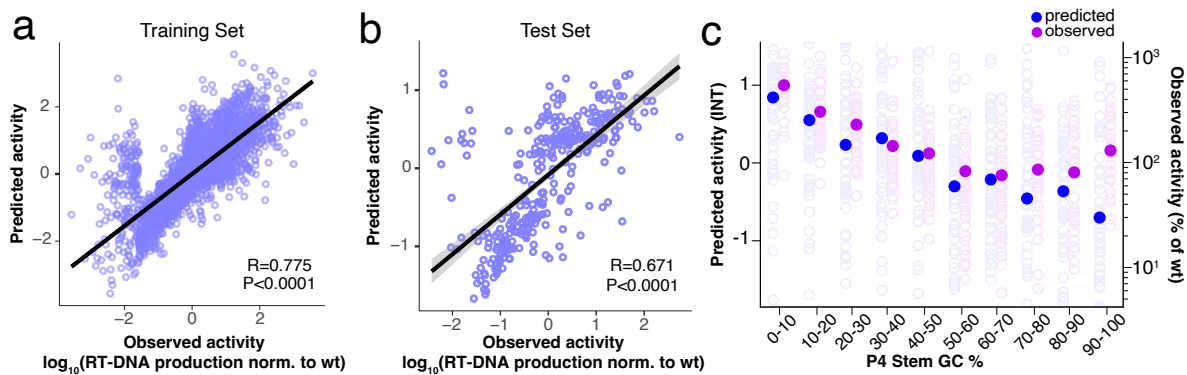 a
Training Set
Predicted activity
2
0
−2
−2
0
2
R=0.775
P<0.0001
Observed activity
log10(RT-DNA production norm. to wt)
b
Test Set
Predicted activity
1
0
−1
−2
−1
0
1
2
R=0.671
P<0.0001
Observed activity
log10(RT-DNA production norm. to wt)
c
predicted
observed
Predicted activity (INT)
1
0
-1
Observed activity (% of wt)
10³
10²
10¹
0-10
10-20
20-30
30-40
40-50
50-60
60-70
70-80
80-90
90-100
P4 Stem GC %